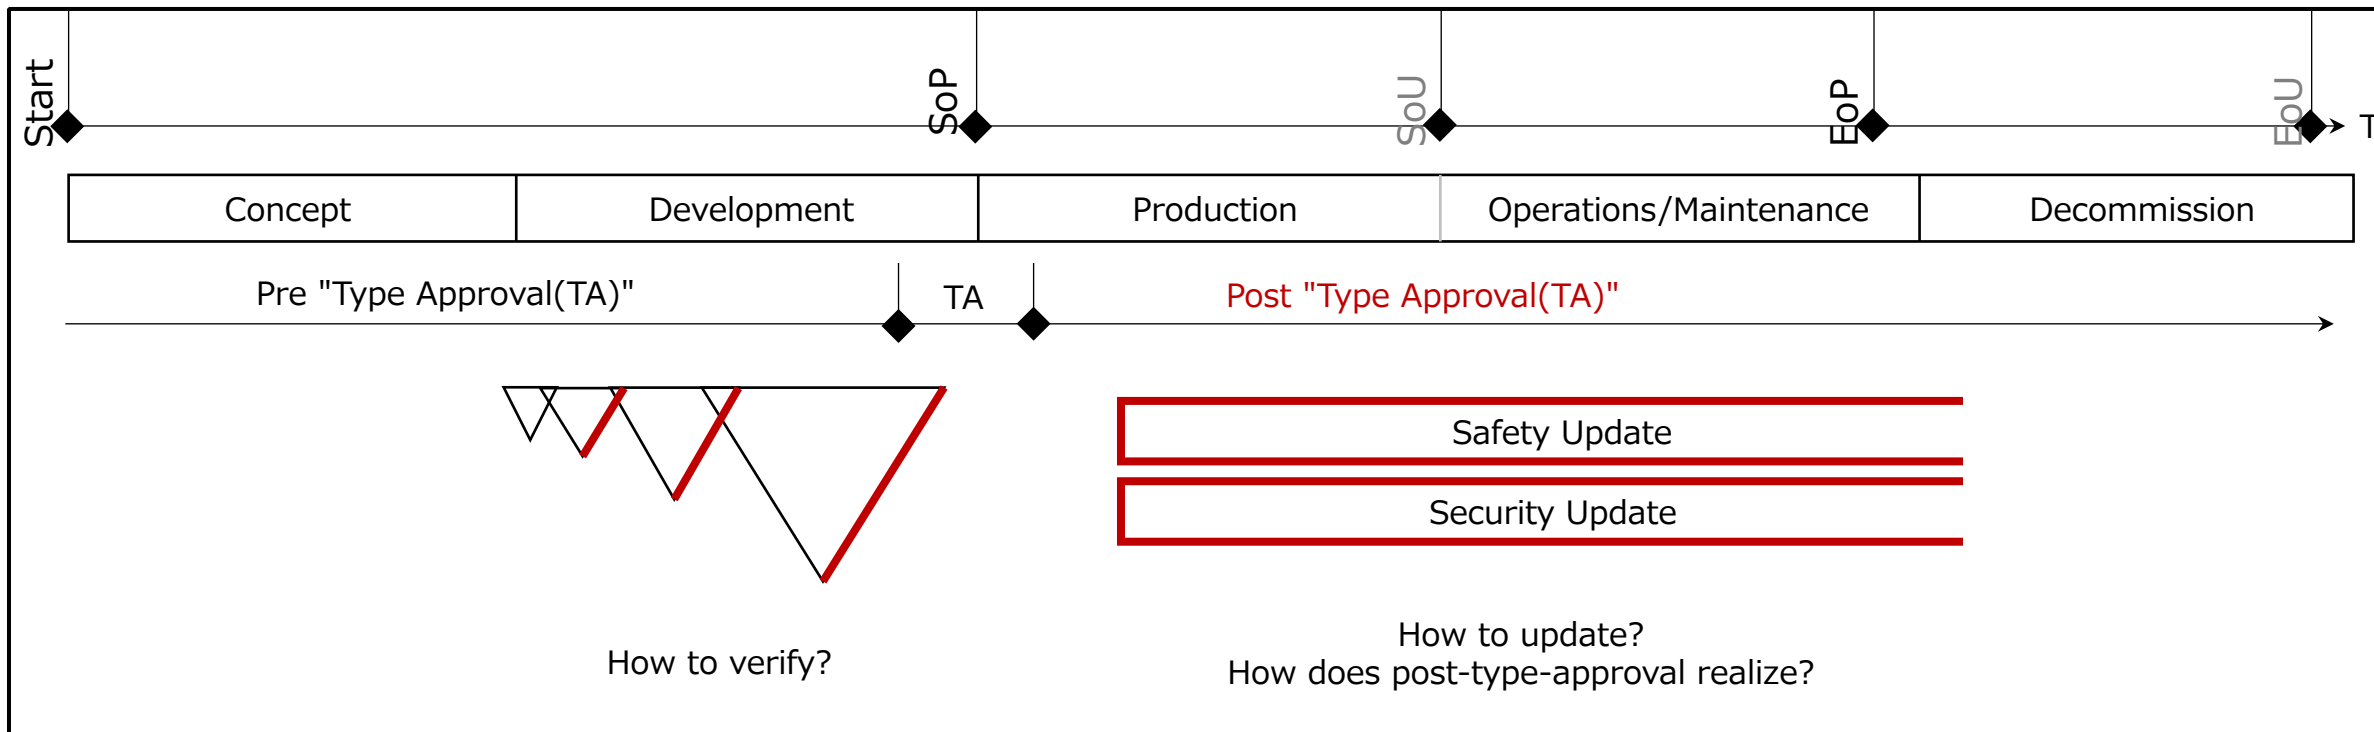 Start
SoP
SoU
EoP
EoU
T
Concept
Development
Production
Operations/Maintenance
Decommission
Pre "Type Approval(TA)"
TA
Post "Type Approval(TA)"
Safety Update
Security Update
How to verify?
How to update?
How does post-type-approval realize?